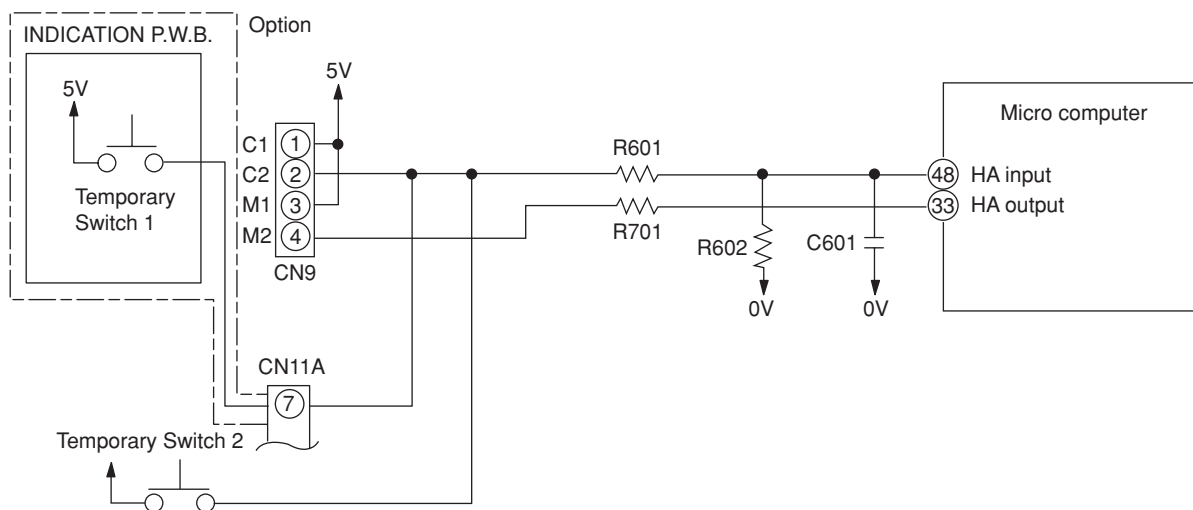 INDICATION P.W.B.
Option
5V
Temporary
Switch 1
5V
C1 1
C2 2
M1 3
M2 4
CN9
R601
R701
R602
C601
0V
0V
Micro computer
48 HA input
33 HA output
CN11A
7
Temporary Switch 2